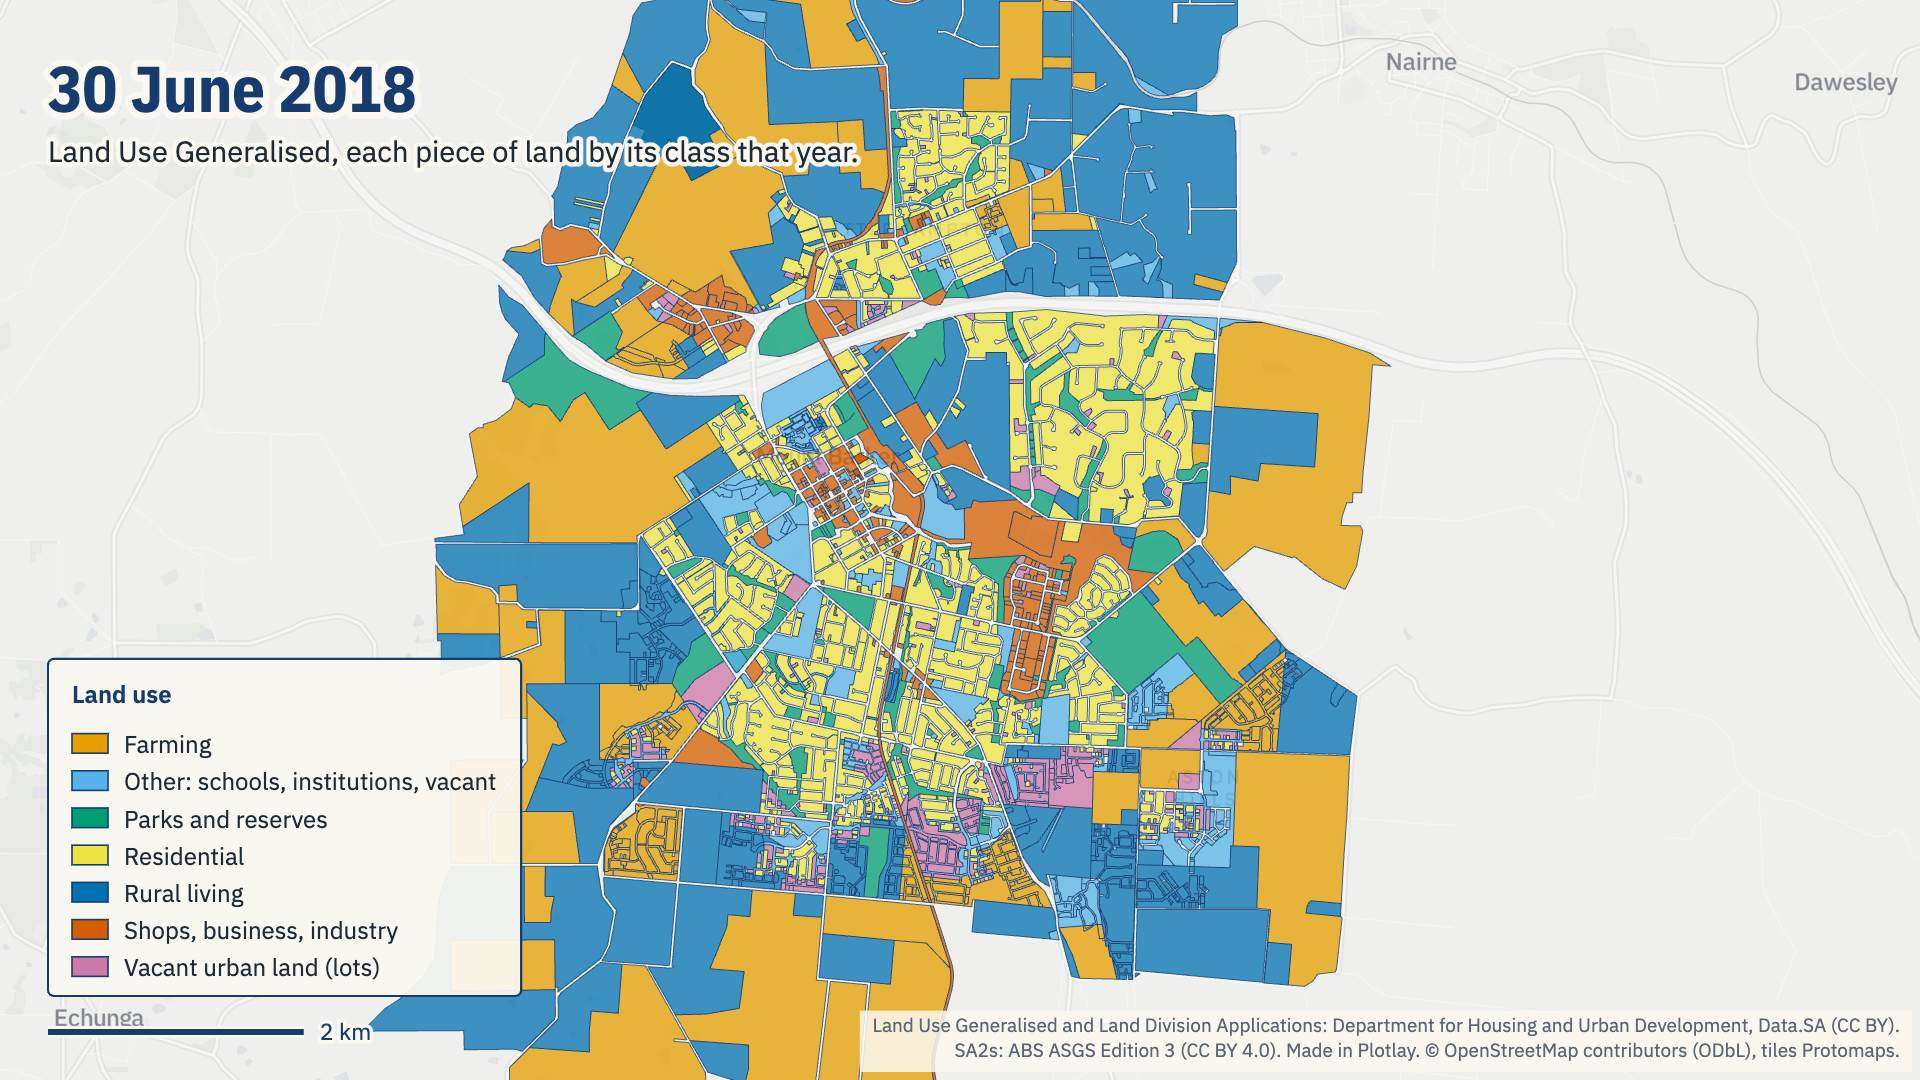 30 June 2018
Land Use Generalised, each piece of land by its class that year.
Nairne
Dawesley
Land use
Farming
Other: schools, institutions, vacant
Parks and reserves
Residential
Rural living
Shops, business, industry
Vacant urban land (lots)
ASTON
Echunga
2 km
Land Use Generalised and Land Division Applications: Department for Housing and Urban Development, Data.SA (CC BY).
SA2s: ABS ASGS Edition 3 (CC BY 4.0). Made in Plotlay. © OpenStreetMap contributors (ODbL), tiles Protomaps.